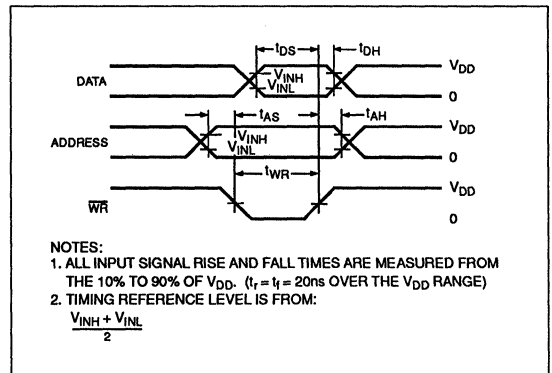 tDS
tDH
DATA
VINH
VINL
VDD
0
tAS
tAH
ADDRESS
VINH
VINL
VDD
0
tWR
WR
VDD
0
NOTES:
1. ALL INPUT SIGNAL RISE AND FALL TIMES ARE MEASURED FROM
THE 10% TO 90% OF VDD. (tr = tf = 20ns OVER THE VDD RANGE)
2. TIMING REFERENCE LEVEL IS FROM:
VINH + VINL
2